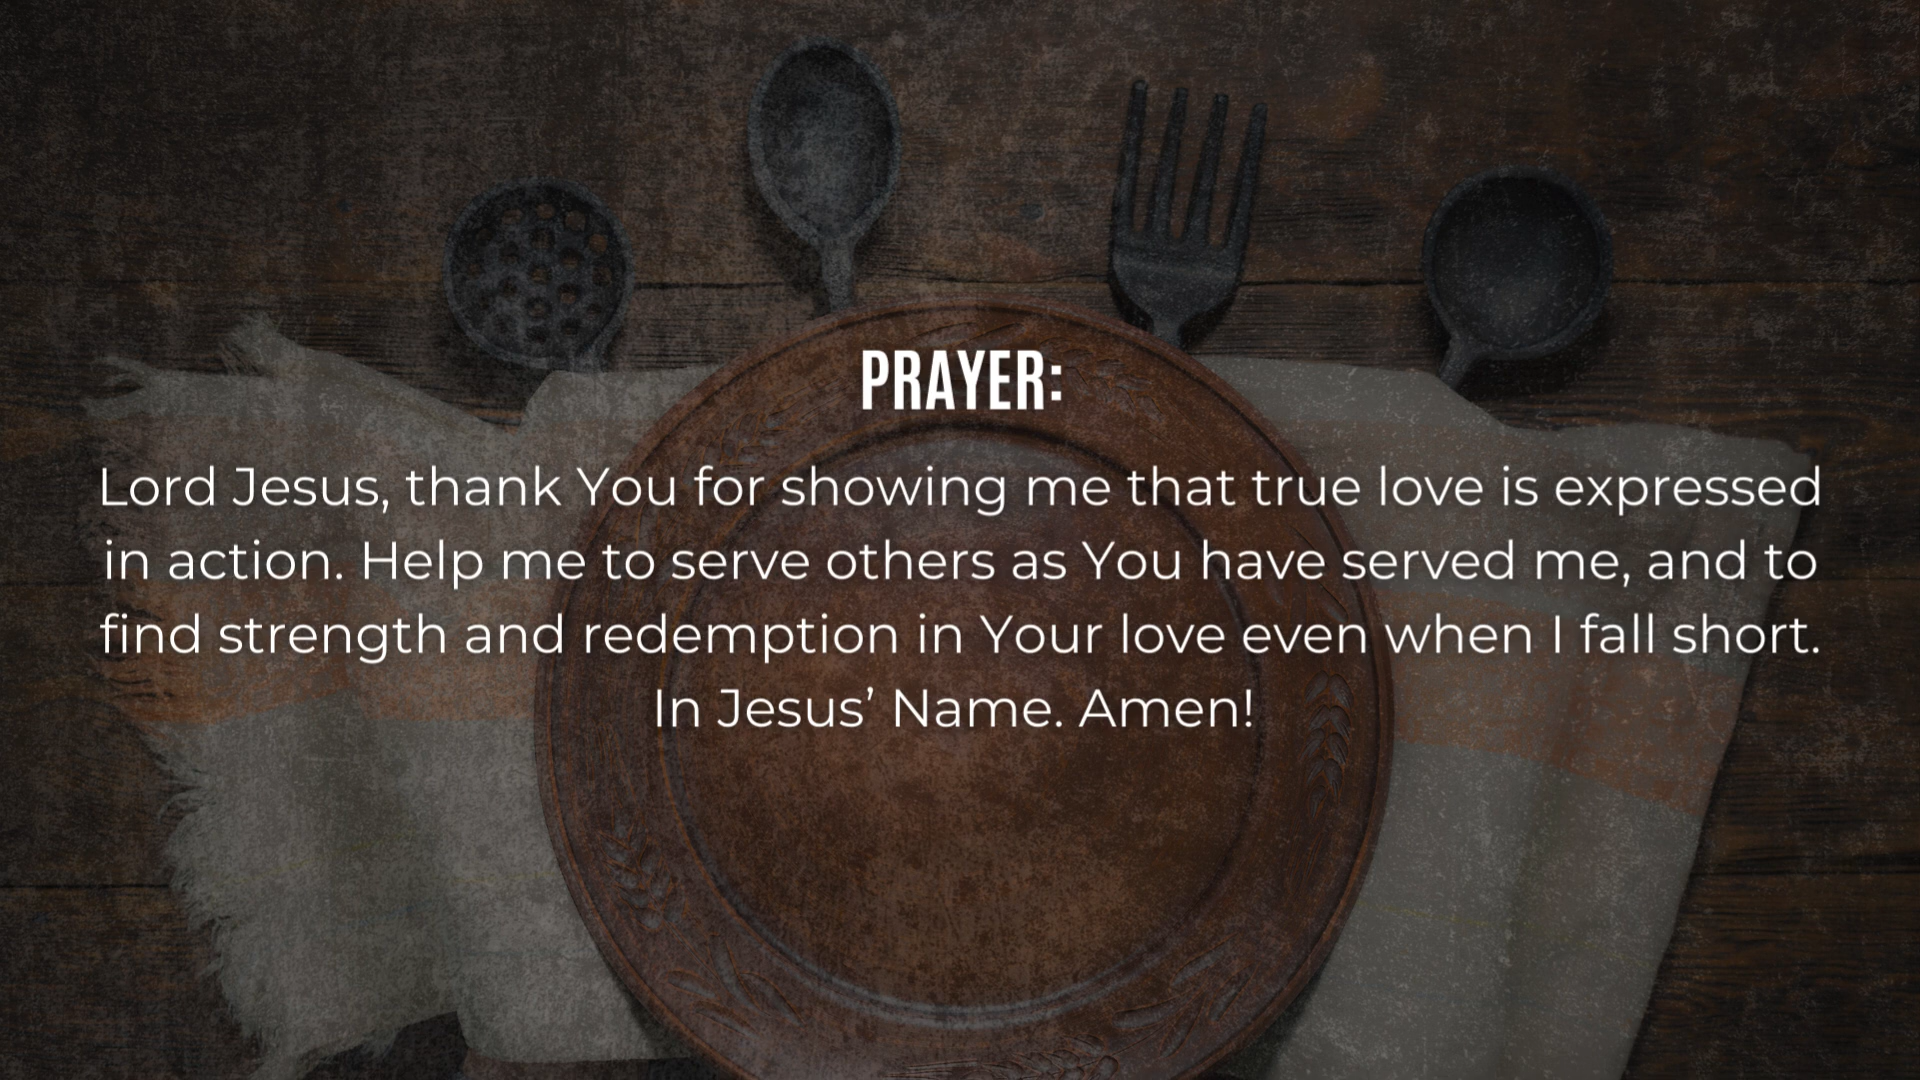 PRAYER:
Lord Jesus, thank You for showing me that true love is expressed
in action. Help me to serve others as You have served me, and to
find strength and redemption in Your love even when I fall short.
In Jesus’ Name. Amen!